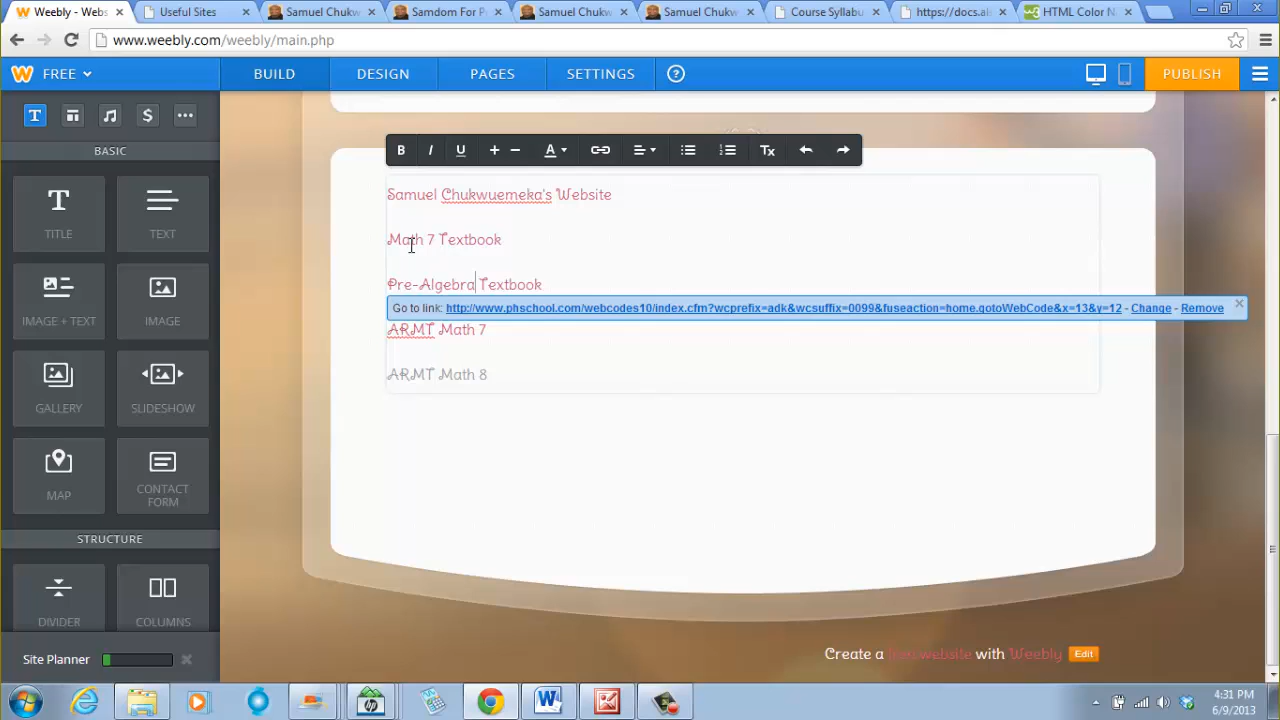 Weebly - Webs
Useful Sites
Samuel Chukw
Samdom For P
Samuel Chukw
Samuel Chukw
Course Syllabu
https://docs.al
HTML Color N
www.weebly.com/weebly/main.php
FREE
BUILD
DESIGN
PAGES
SETTINGS
?
PUBLISH
T
$
BASIC
T
TITLE
TEXT
IMAGE + TEXT
IMAGE
GALLERY
SLIDESHOW
MAP
CONTACT
FORM
STRUCTURE
DIVIDER
COLUMNS
Site Planner
B I U + − A Tx
Samuel Chukwuemeka's Website
Math 7 Textbook
Pre-Algebra Textbook
Go to link: http://www.phschool.com/webcodes10/index.cfm?wcprefix=adk&wcsuffix=0099&fuseaction=home.gotoWebCode&x=13&y=12 - Change - Remove
ARMT Math 7
ARMT Math 8
Create a free website with Weebly Edit
4:31 PM
6/9/2013